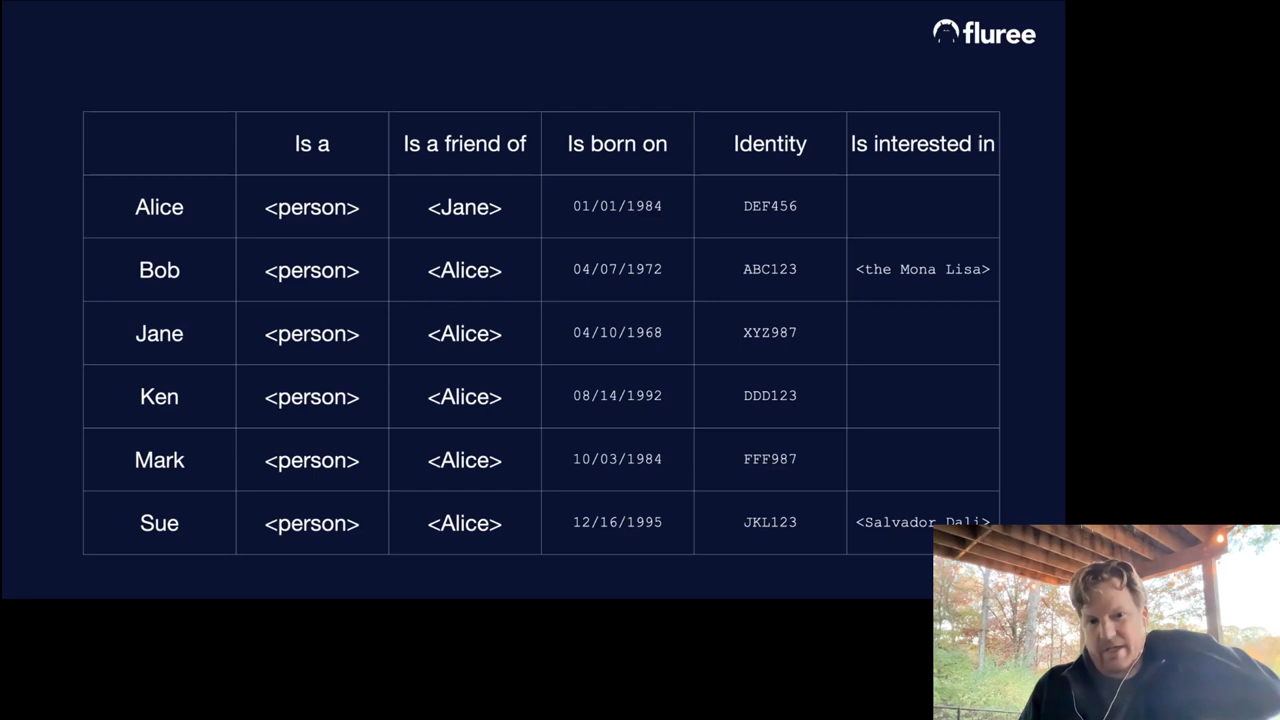 fluree
Is a Is a friend of Is born on Identity Is interested in
Alice <person> <Jane> 01/01/1984 DEF456
Bob <person> <Alice> 04/07/1972 ABC123 <the Mona Lisa>
Jane <person> <Alice> 04/10/1968 XYZ987
Ken <person> <Alice> 08/14/1992 DDD123
Mark <person> <Alice> 10/03/1984 FFF987
Sue <person> <Alice> 12/16/1995 JKL123 <Salvador Dali>